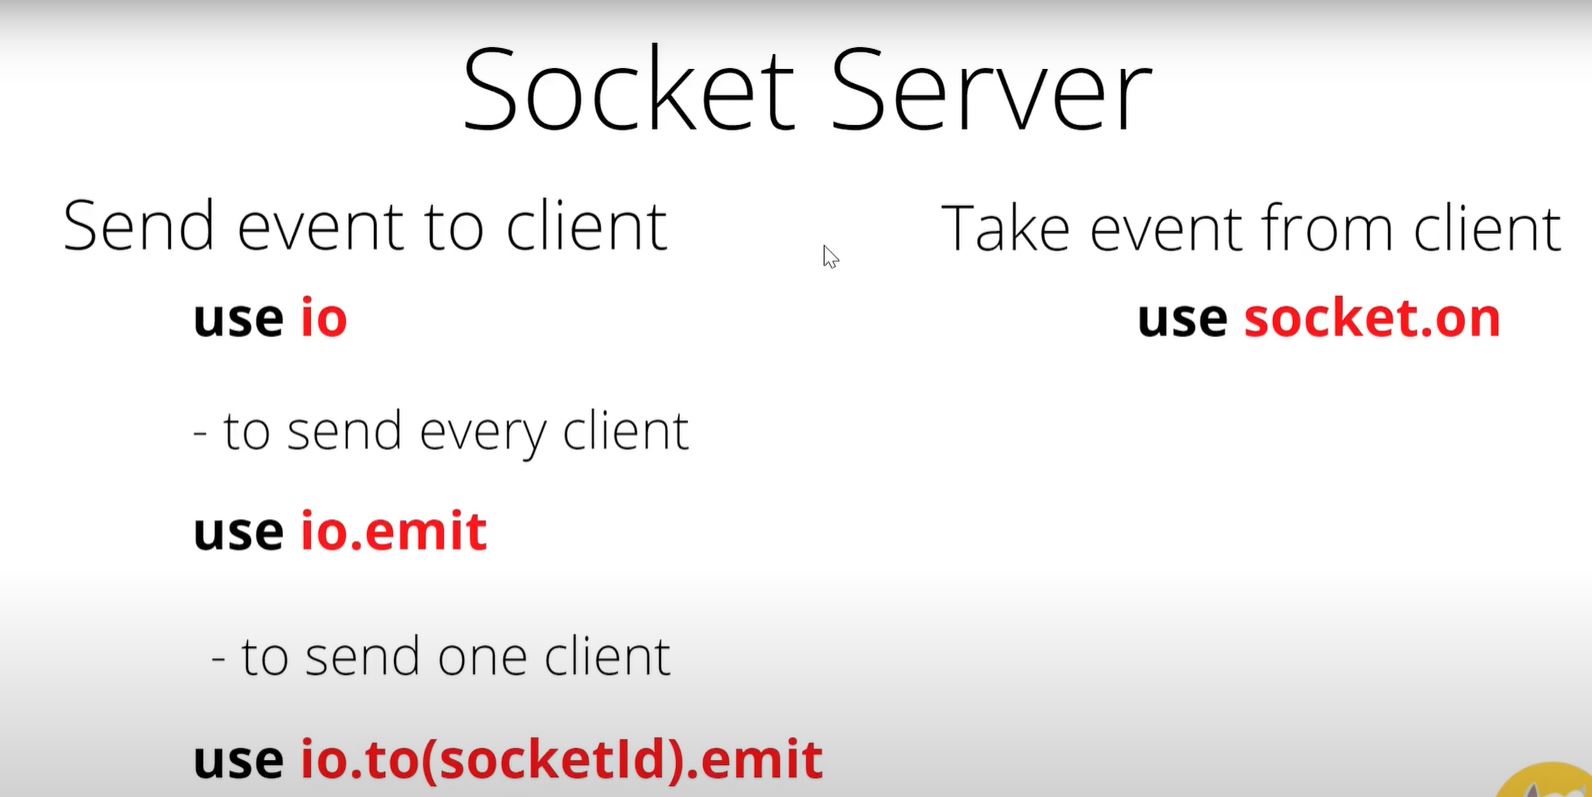 Socket Server
Send event to client
use io
- to send every client
use io.emit
- to send one client
use io.to(socketId).emit
Take event from client
use socket.on